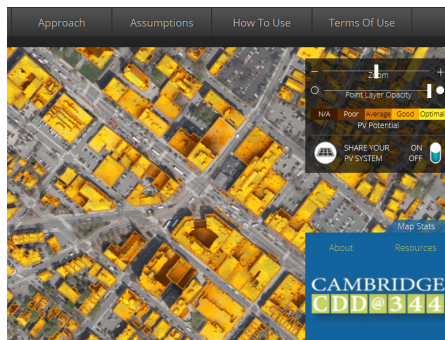 Approach Assumptions How To Use Terms Of Use
− Zoom +
Point Layer Opacity
N/A Poor Average Good Optimal
PV Potential
SHARE YOUR ON
PV SYSTEM OFF
Map Stats
About Resources
CAMBRIDGE
CDD@344